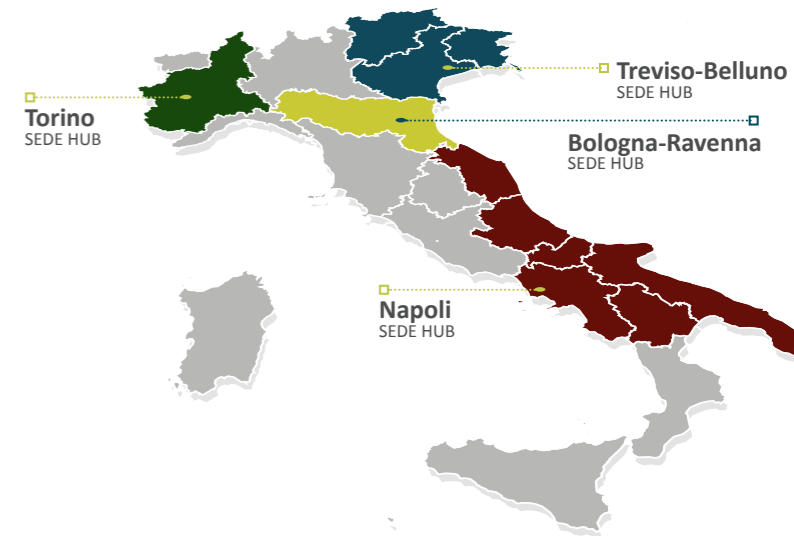 Treviso-Belluno
SEDE HUB
Torino
SEDE HUB
Bologna-Ravenna
SEDE HUB
Napoli
SEDE HUB